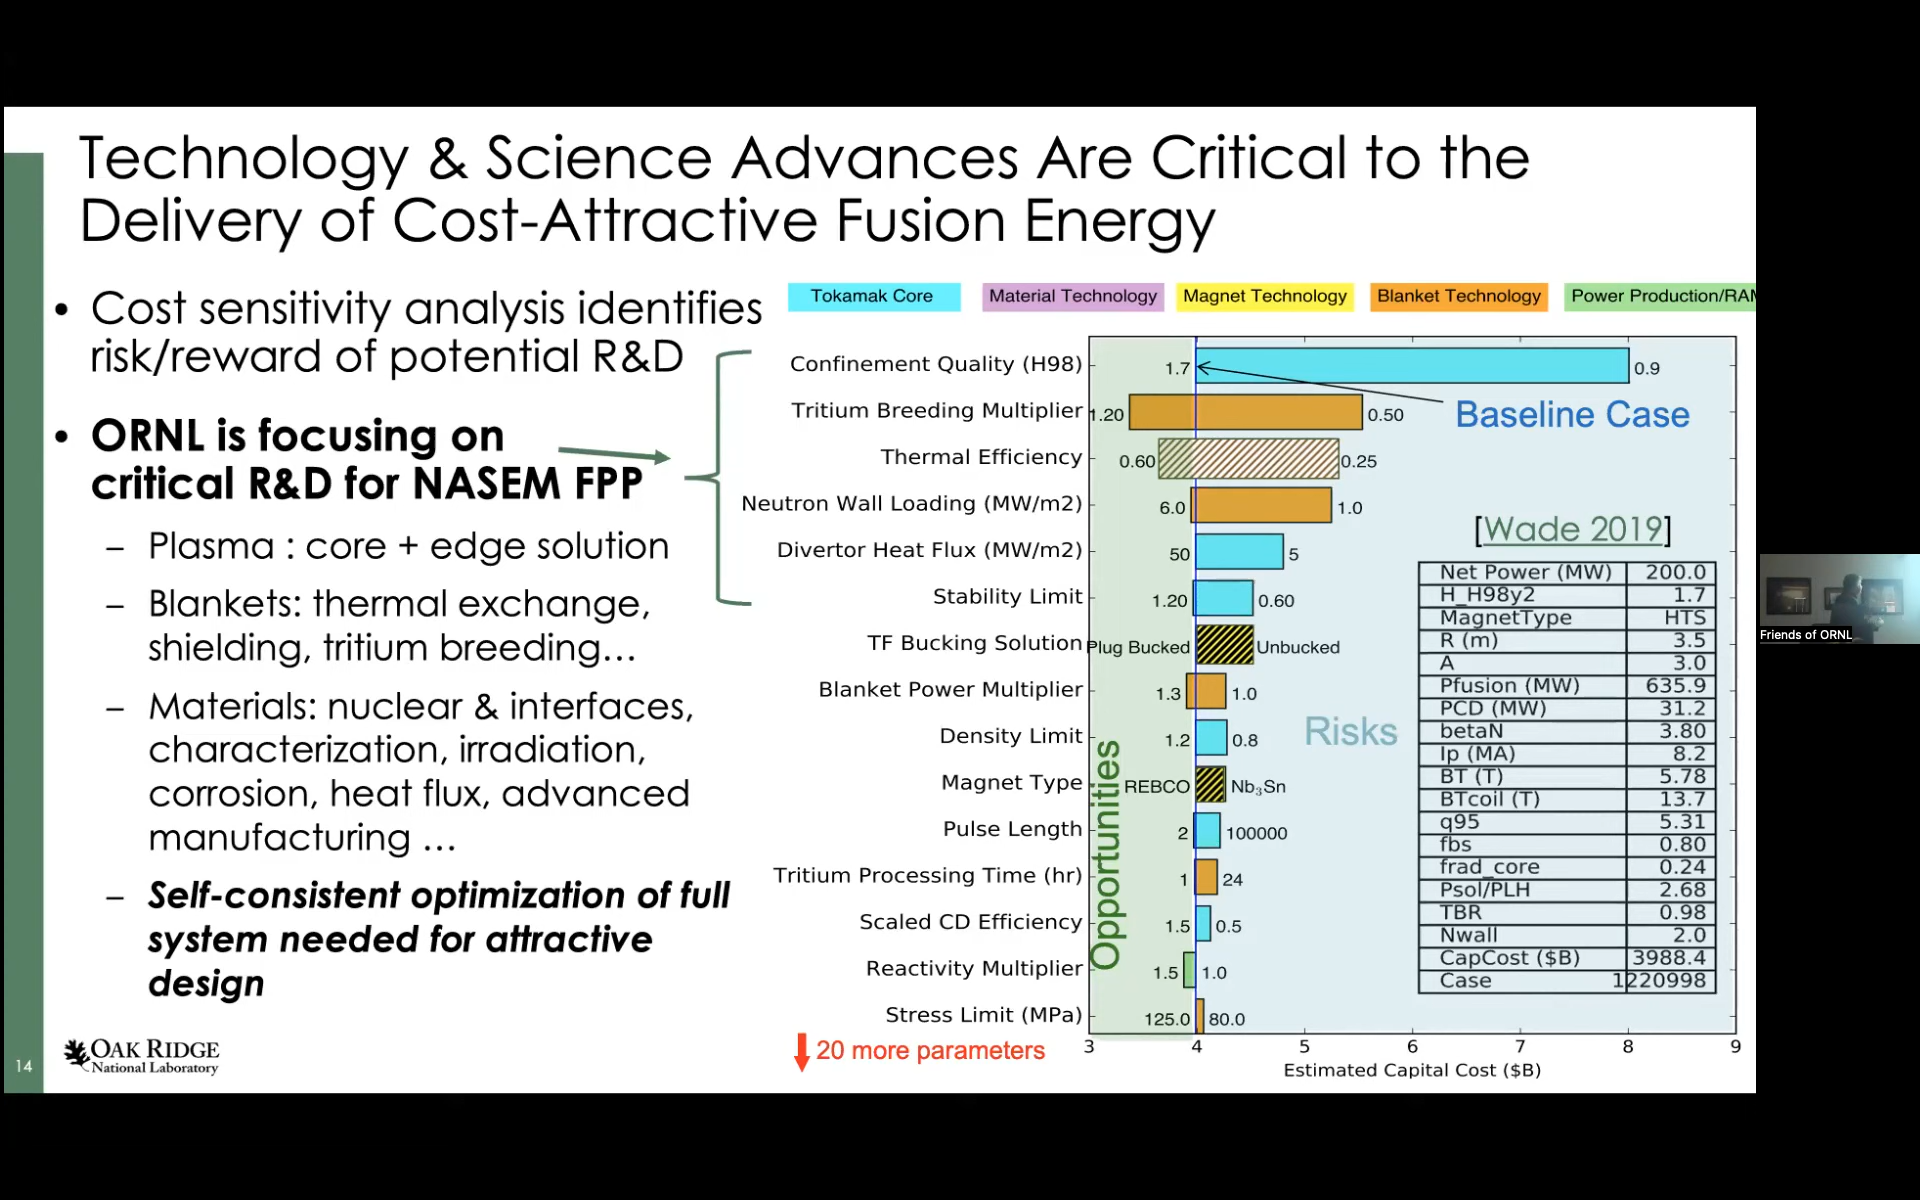 Technology & Science Advances Are Critical to the
Delivery of Cost-Attractive Fusion Energy
• Cost sensitivity analysis identifies
risk/reward of potential R&D
• ORNL is focusing on
critical R&D for NASEM FPP
– Plasma : core + edge solution
– Blankets: thermal exchange,
shielding, tritium breeding…
– Materials: nuclear & interfaces,
characterization, irradiation,
corrosion, heat flux, advanced
manufacturing …
– Self-consistent optimization of full
system needed for attractive
design
14
OAK RIDGE
National Laboratory
Tokamak Core Material Technology Magnet Technology Blanket Technology Power Production/RAM
Confinement Quality (H98) 1.7 0.9
Baseline Case
Tritium Breeding Multiplier 1.20 0.50
Thermal Efficiency 0.60 0.25
Neutron Wall Loading (MW/m2) 6.0 1.0
Divertor Heat Flux (MW/m2) 50 5
Stability Limit 1.20 0.60
TF Bucking Solution Plug Bucked Unbucked
Blanket Power Multiplier 1.3 1.0
Density Limit 1.2 0.8
Magnet Type REBCO Nb₃Sn
Pulse Length 2 100000
Tritium Processing Time (hr) 1 24
Scaled CD Efficiency 1.5 0.5
Reactivity Multiplier 1.5 1.0
Stress Limit (MPa) 125.0 80.0
Opportunities
Risks
20 more parameters
3 4 5 6 7 8 9
Estimated Capital Cost ($B)
[Wade 2019]
Net Power (MW) 200.0
H_H98y2 1.7
MagnetType HTS
R (m) 3.5
A 3.0
Pfusion (MW) 635.9
PCD (MW) 31.2
betaN 3.80
Ip (MA) 8.2
BT (T) 5.78
BTcoil (T) 13.7
q95 5.31
fbs 0.80
frad_core 0.24
Psol/PLH 2.68
TBR 0.98
Nwall 2.0
CapCost ($B) 3988.4
Case 1220998
Friends of ORNL